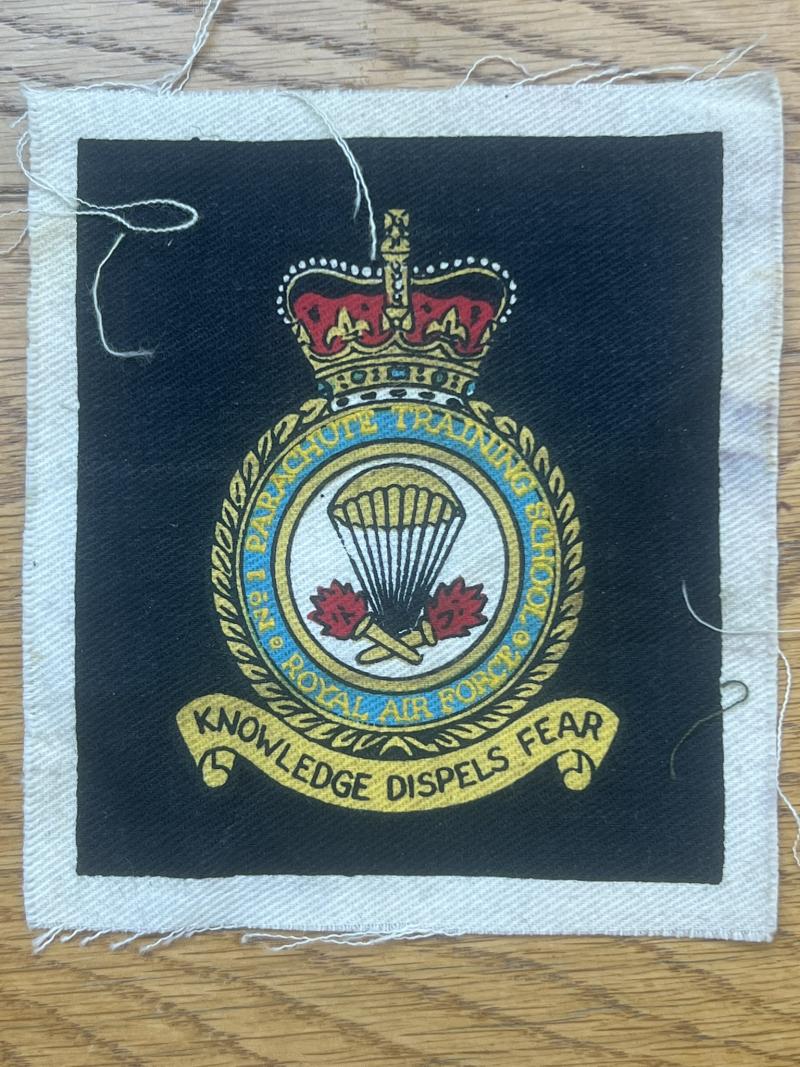 No 1 PARACHUTE TRAINING SCHOOL
ROYAL AIR FORCE
KNOWLEDGE DISPELS FEAR